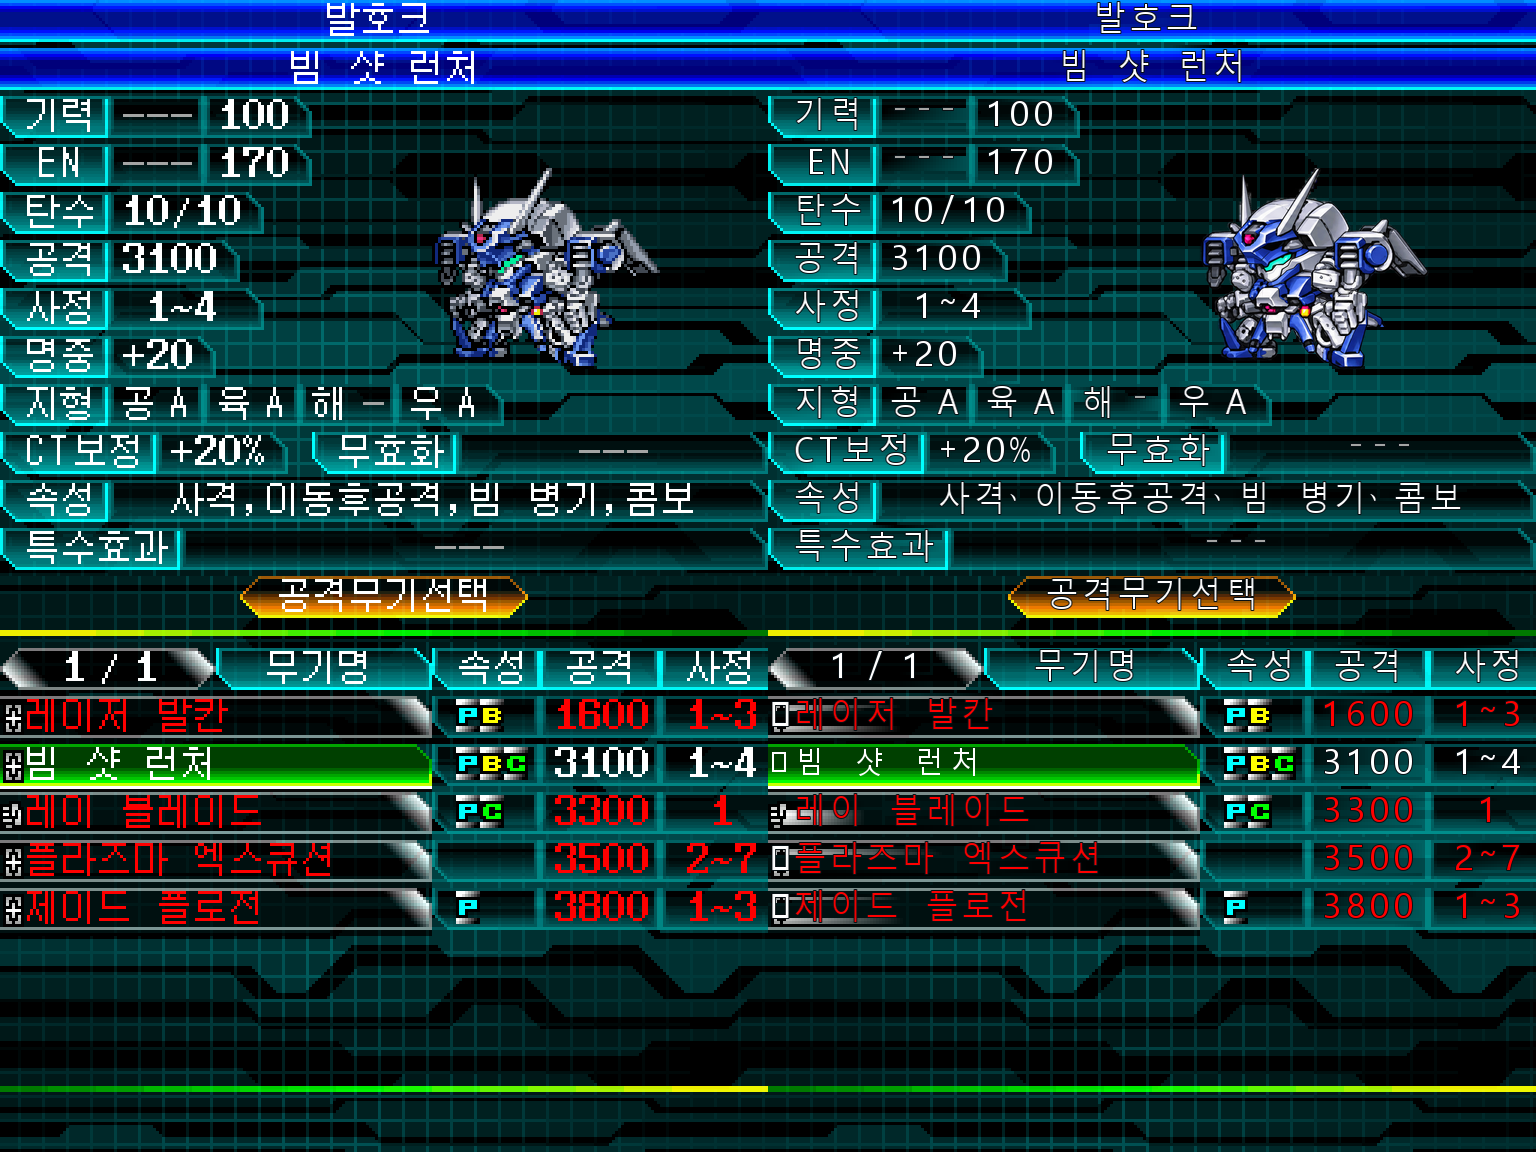 발호크
빔 샷 런처
기력 --- 100
EN --- 170
탄수 10/10
공격 3100
사정 1~4
명중 +20
지형 공 A 육 A 해 - 우 A
CT보정 +20% 무효화 ---
속성 사격,이동후공격,빔 병기,콤보
특수효과 ---
공격무기선택
1 / 1 무기명 속성 공격 사정
레이저 발칸 PB 1600 1~3
빔 샷 런처 PBC 3100 1~4
레이 블레이드 PC 3300 1
플라즈마 엑스큐션 3500 2~7
제이드 플로전 P 3800 1~3
발호크
빔 샷 런처
기력 --- 100
EN --- 170
탄수 10/10
공격 3100
사정 1~4
명중 +20
지형 공 A 육 A 해 - 우 A
CT보정 +20% 무효화 ---
속성 사격、이동후공격、빔 병기、콤보
특수효과 ---
공격무기선택
1 / 1 무기명 속성 공격 사정
레이저 발칸 PB 1600 1~3
빔 샷 런처 PBC 3100 1~4
레이 블레이드 PC 3300 1
플라즈마 엑스큐션 3500 2~7
제이드 플로전 P 3800 1~3